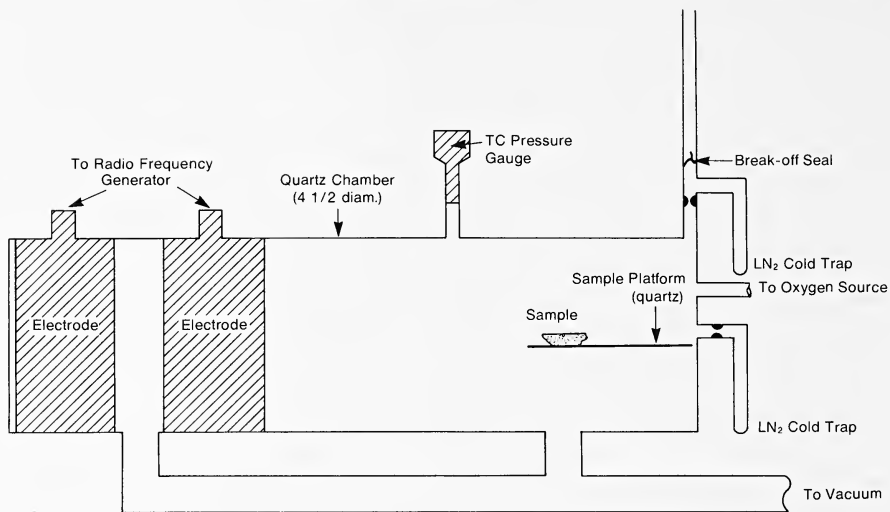 To Radio Frequency
Generator
Quartz Chamber
(4 1/2 diam.)
TC Pressure
Gauge
Break-off Seal
LN₂ Cold Trap
To Oxygen Source
Sample Platform
(quartz)
Sample
Electrode
Electrode
LN₂ Cold Trap
To Vacuum